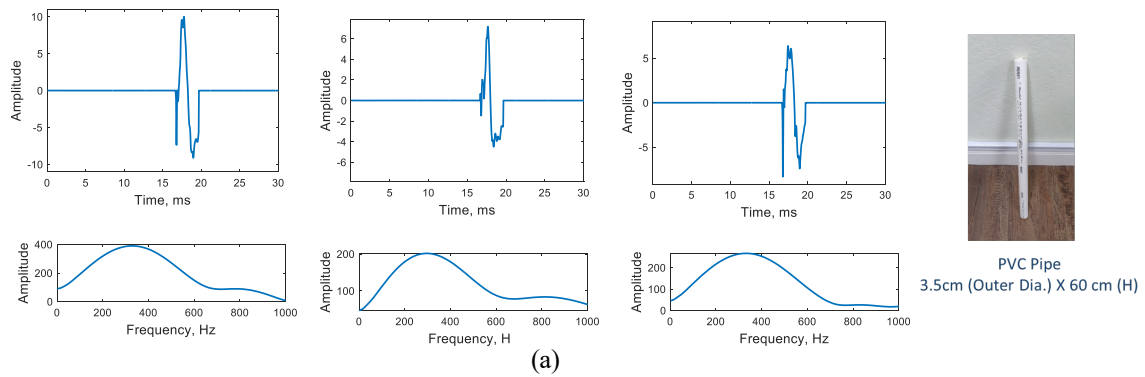 10
5
0
-5
-10
Amplitude
0 5 10 15 20 25 30
Time, ms
6
4
2
0
-2
-4
-6
Amplitude
0 5 10 15 20 25 30
Time, ms
5
0
-5
Amplitude
0 5 10 15 20 25 30
Time, ms
400
200
0
Amplitude
0 200 400 600 800 1000
Frequency, Hz
200
100
Amplitude
0 200 400 600 800 1000
Frequency, H
200
100
0
Amplitude
0 200 400 600 800 1000
Frequency, Hz
PVC Pipe
3.5cm (Outer Dia.) X 60 cm (H)
(a)